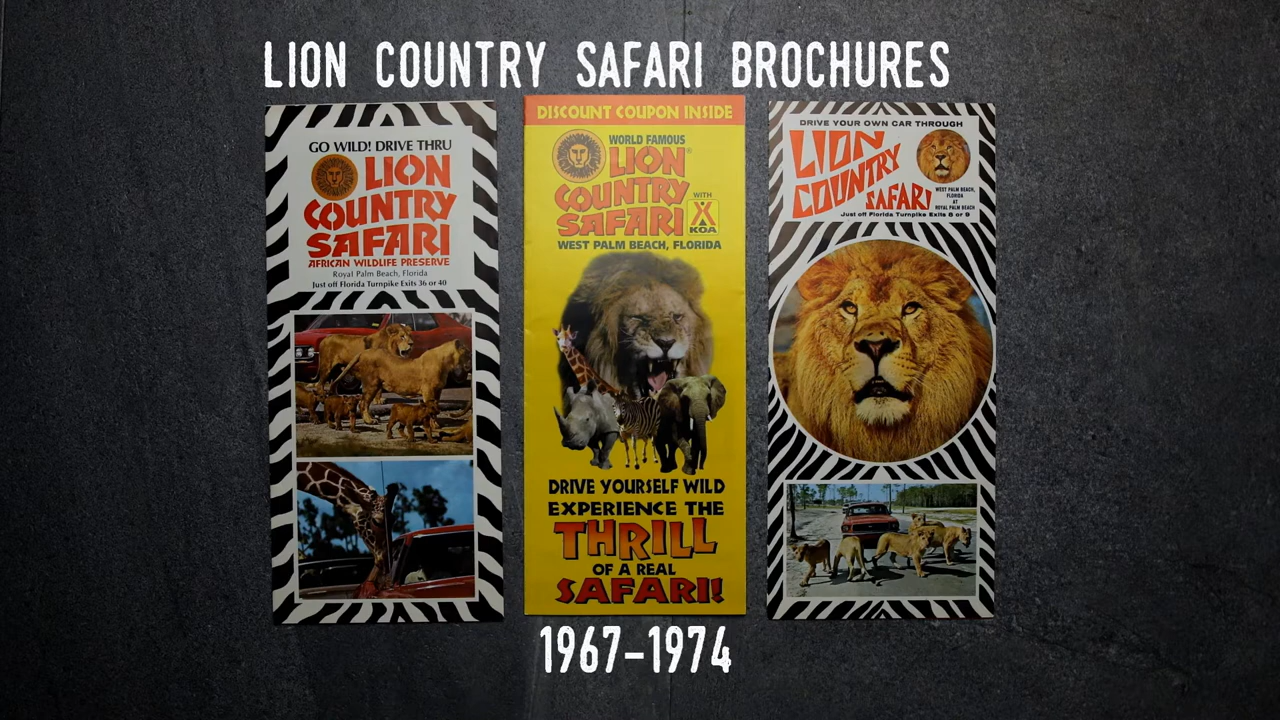 LION COUNTRY SAFARI BROCHURES
GO WILD! DRIVE THRU
LION
COUNTRY
SAFARI
AFRICAN WILDLIFE PRESERVE
Royal Palm Beach, Florida
Just off Florida Turnpike Exits 36 or 40
DISCOUNT COUPON INSIDE
WORLD FAMOUS
LION®
COUNTRY
SAFARI
WITH
KOA
WEST PALM BEACH, FLORIDA
DRIVE YOURSELF WILD
EXPERIENCE THE
THRILL
OF A REAL
SAFARI!
DRIVE YOUR OWN CAR THROUGH
LION
COUNTRY
SAFARI
WEST PALM BEACH,
FLORIDA
AT
ROYAL PALM BEACH
Just off Florida Turnpike Exits 8 or 9
1967-1974